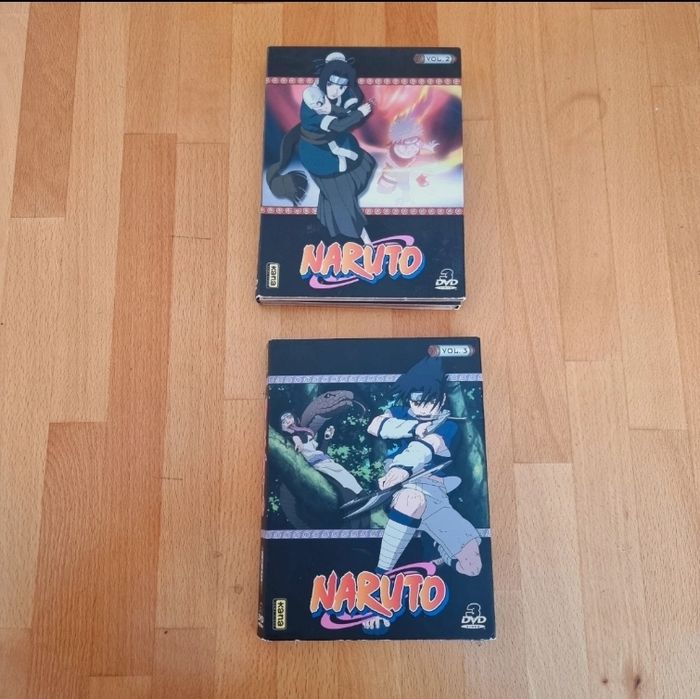 VOL. 2
NARUTO
Kana
3
DVD
VOL. 3
NARUTO
Kana
3
DVD